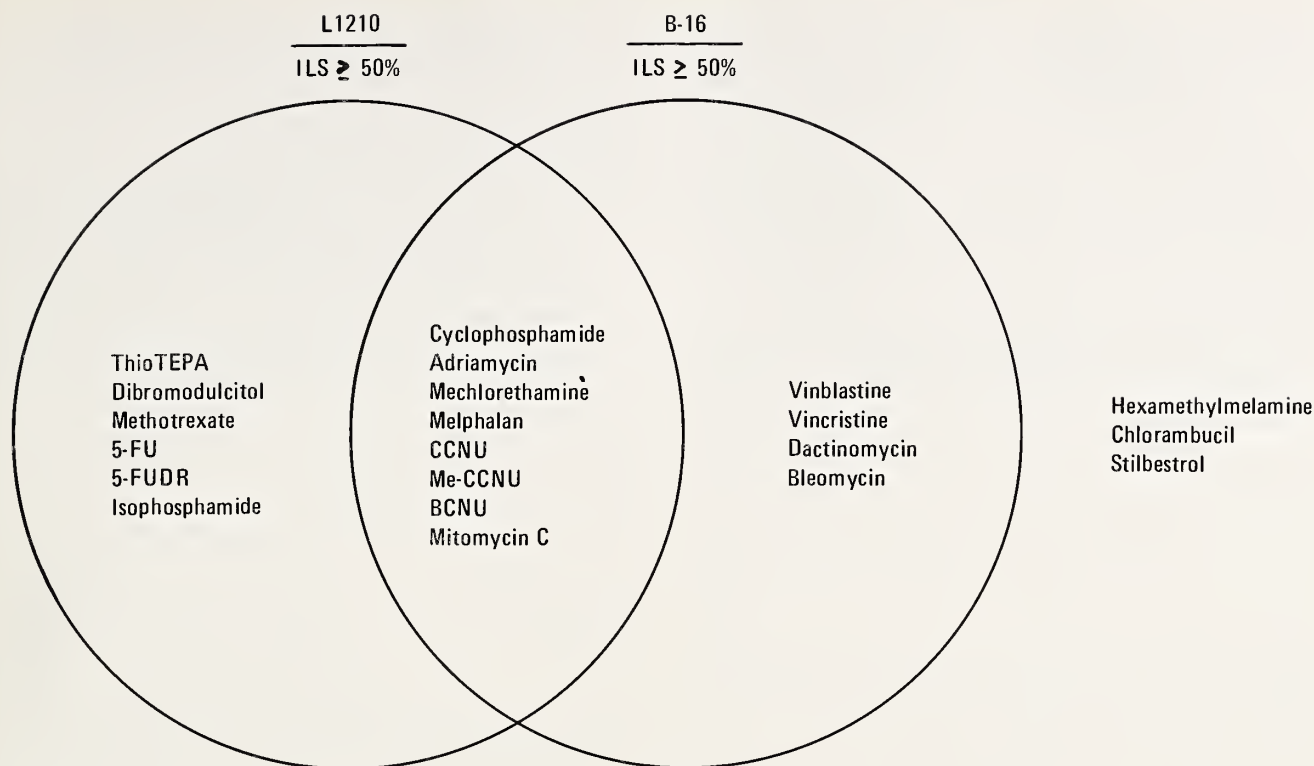 L1210
ILS ≥ 50%
B-16
ILS ≥ 50%
ThioTEPA
Dibromodulcitol
Methotrexate
5-FU
5-FUDR
Isophosphamide
Cyclophosphamide
Adriamycin
Mechlorethamine
Melphalan
CCNU
Me-CCNU
BCNU
Mitomycin C
Vinblastine
Vincristine
Dactinomycin
Bleomycin
Hexamethylmelamine
Chlorambucil
Stilbestrol